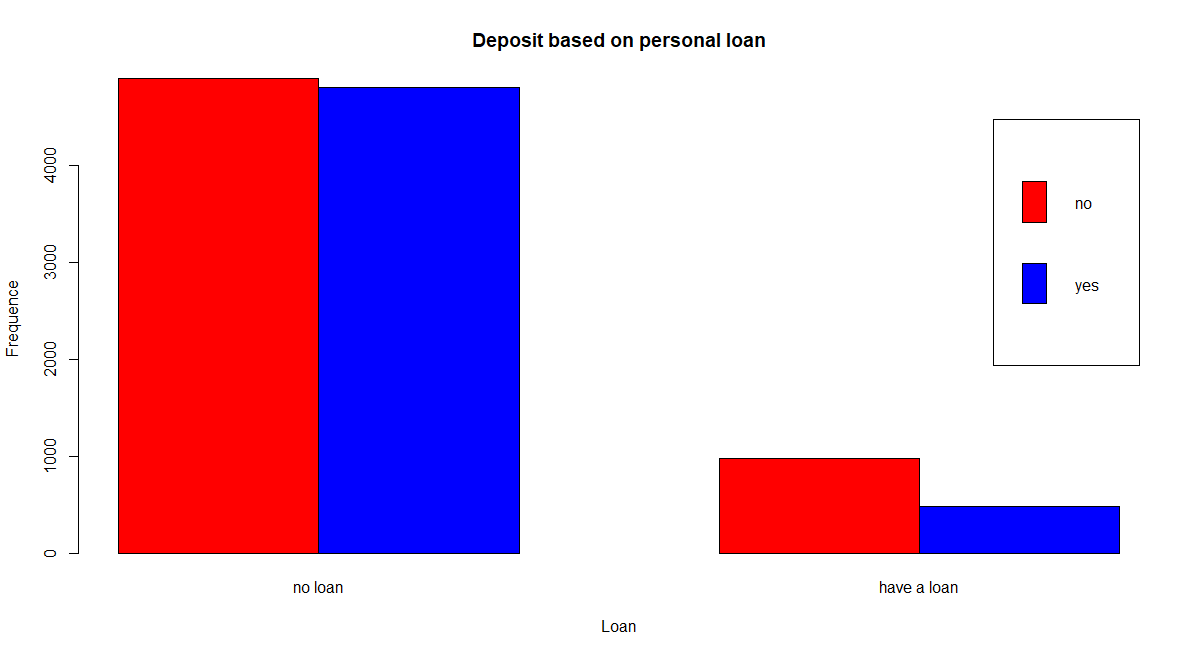 Deposit based on personal loan
Frequence
4000
3000
2000
1000
0
no
yes
no loan
have a loan
Loan